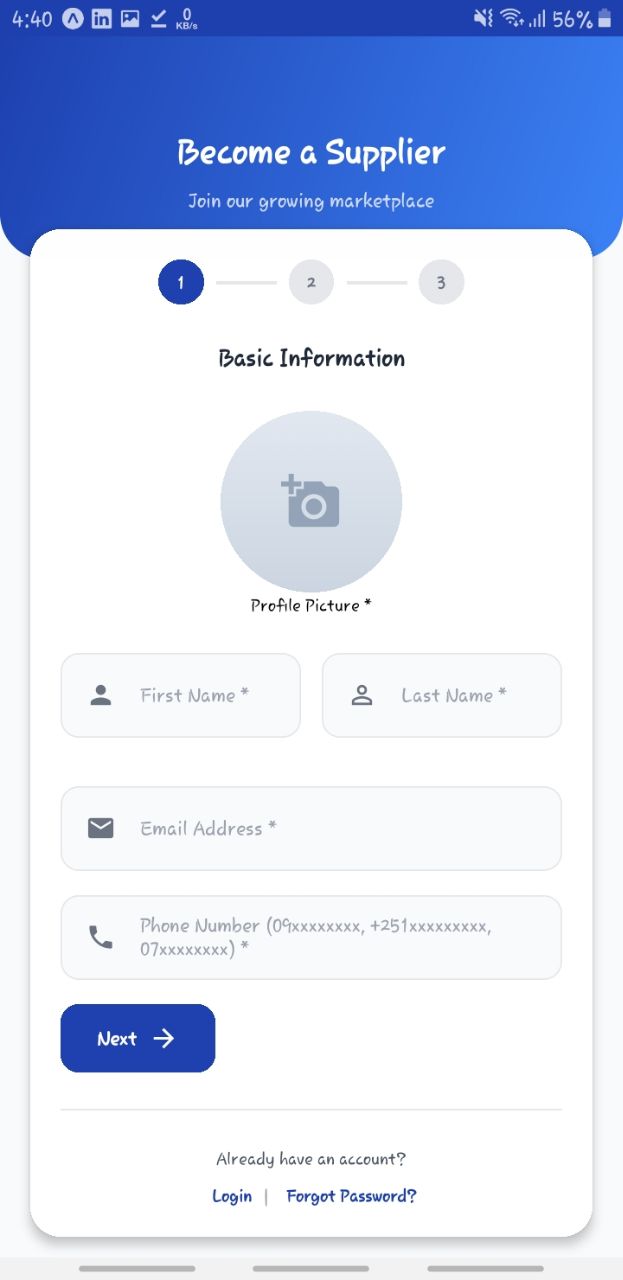 4:40
0
KB/s
56%
Become a Supplier
Join our growing marketplace
1
2
3
Basic Information
Profile Picture *
First Name *
Last Name *
Email Address *
Phone Number (09xxxxxxxx, +251xxxxxxxxx,
07xxxxxxxx) *
Next
Already have an account?
Login | Forgot Password?